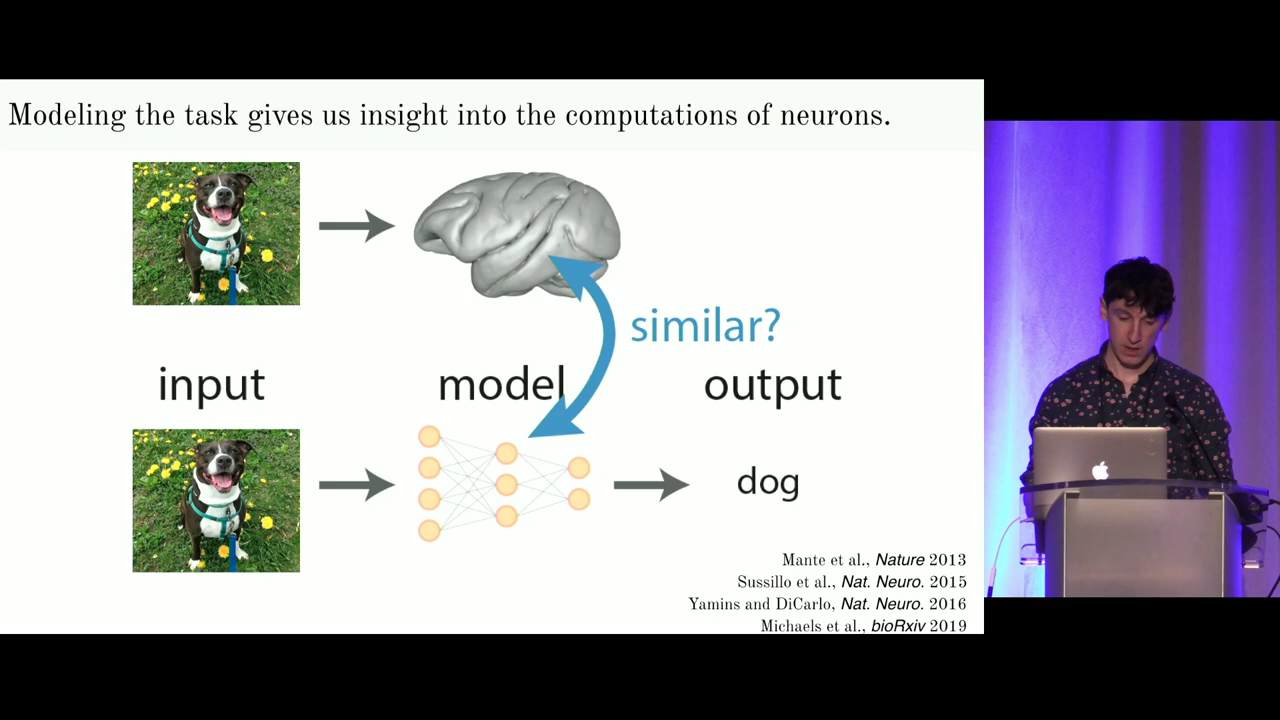 Modeling the task gives us insight into the computations of neurons.
similar?
input model output
dog
Mante et al., Nature 2013
Sussillo et al., Nat. Neuro. 2015
Yamins and DiCarlo, Nat. Neuro. 2016
Michaels et al., bioRxiv 2019